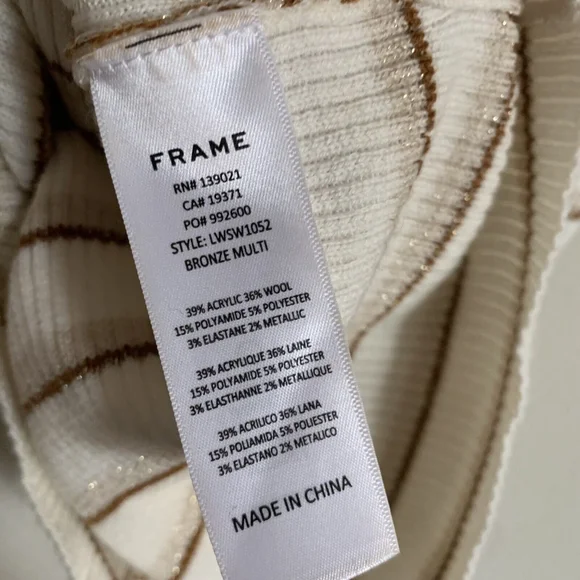 FRAME
RN# 139021
CA# 19371
PO# 992600
STYLE: LWSW1052
BRONZE MULTI
39% ACRYLIC 36% WOOL
15% POLYAMIDE 5% POLYESTER
3% ELASTANE 2% METALLIC
39% ACRYLIQUE 36% LAINE
15% POLYAMIDE 5% POLYESTER
3% ELASTHANNE 2% METALLIQUE
39% ACRILICO 36% LANA
15% POLIAMIDA 5% POLIESTER
3% ELASTANO 2% METALICO
MADE IN CHINA